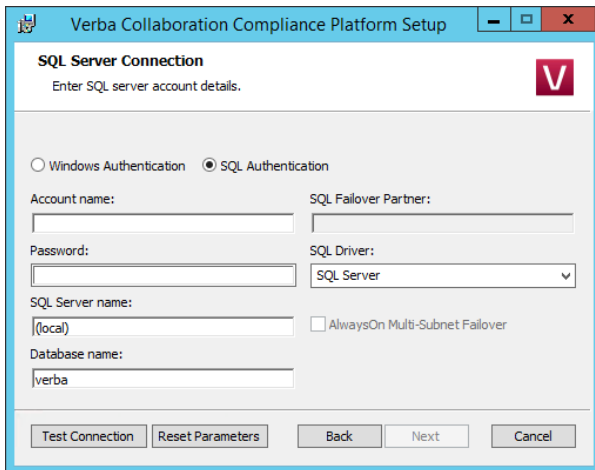 Verba Collaboration Compliance Platform Setup
SQL Server Connection
Enter SQL server account details.
V
Windows Authentication
SQL Authentication
Account name:
SQL Failover Partner:
Password:
SQL Driver:
SQL Server
SQL Server name:
(local)
AlwaysOn Multi-Subnet Failover
Database name:
verba
Test Connection
Reset Parameters
Back
Next
Cancel